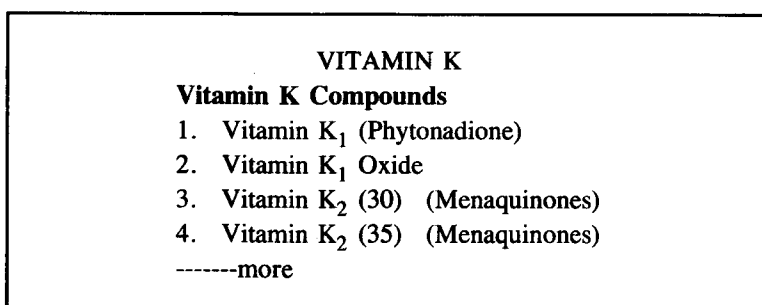 VITAMIN K
Vitamin K Compounds
1. Vitamin K₁ (Phytonadione)
2. Vitamin K₁ Oxide
3. Vitamin K₂ (30) (Menaquinones)
4. Vitamin K₂ (35) (Menaquinones)
-------more